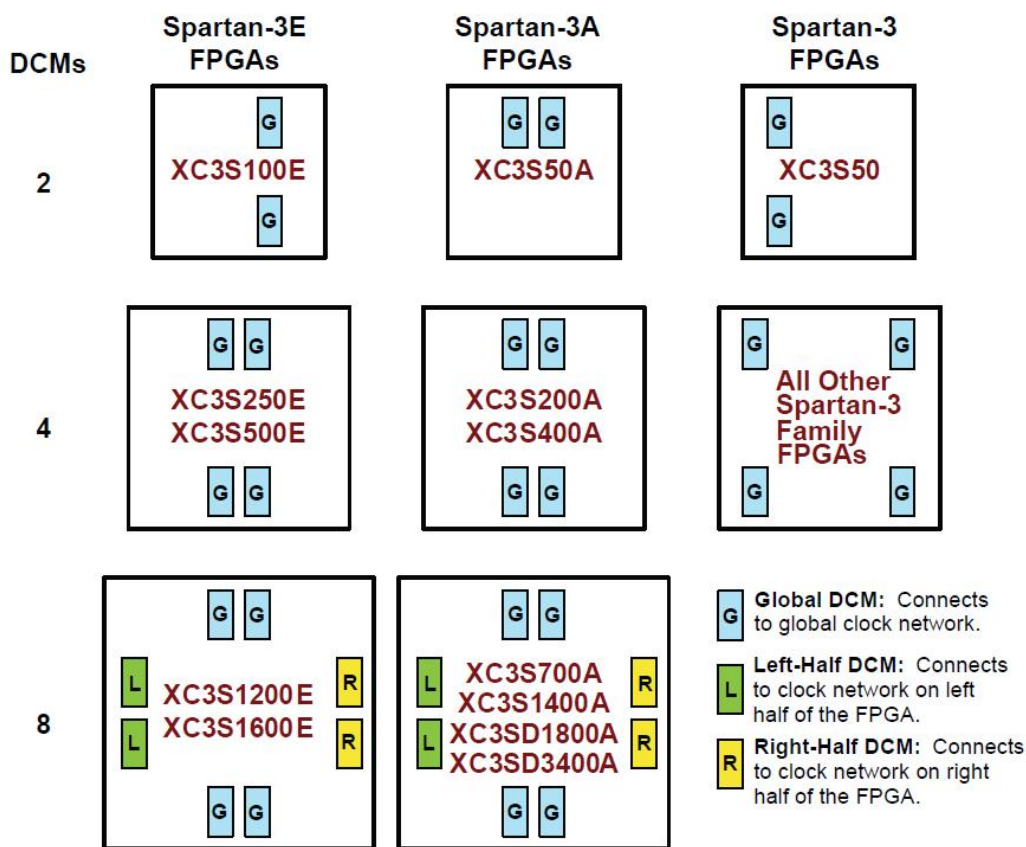 Spartan-3E
FPGAs
Spartan-3A
FPGAs
Spartan-3
FPGAs
DCMs
2
G
XC3S100E
G
G G
XC3S50A
G
XC3S50
G
4
G G
XC3S250E
XC3S500E
G G
G G
XC3S200A
XC3S400A
G G
G G
All Other
Spartan-3
Family
FPGAs
G G
8
G G
L R
XC3S1200E
XC3S1600E
L R
G G
G G
L R
XC3S700A
XC3S1400A
XC3SD1800A
XC3SD3400A
L R
G G
G
Global DCM: Connects
to global clock network.
L
Left-Half DCM: Connects
to clock network on left
half of the FPGA.
R
Right-Half DCM: Connects
to clock network on right
half of the FPGA.